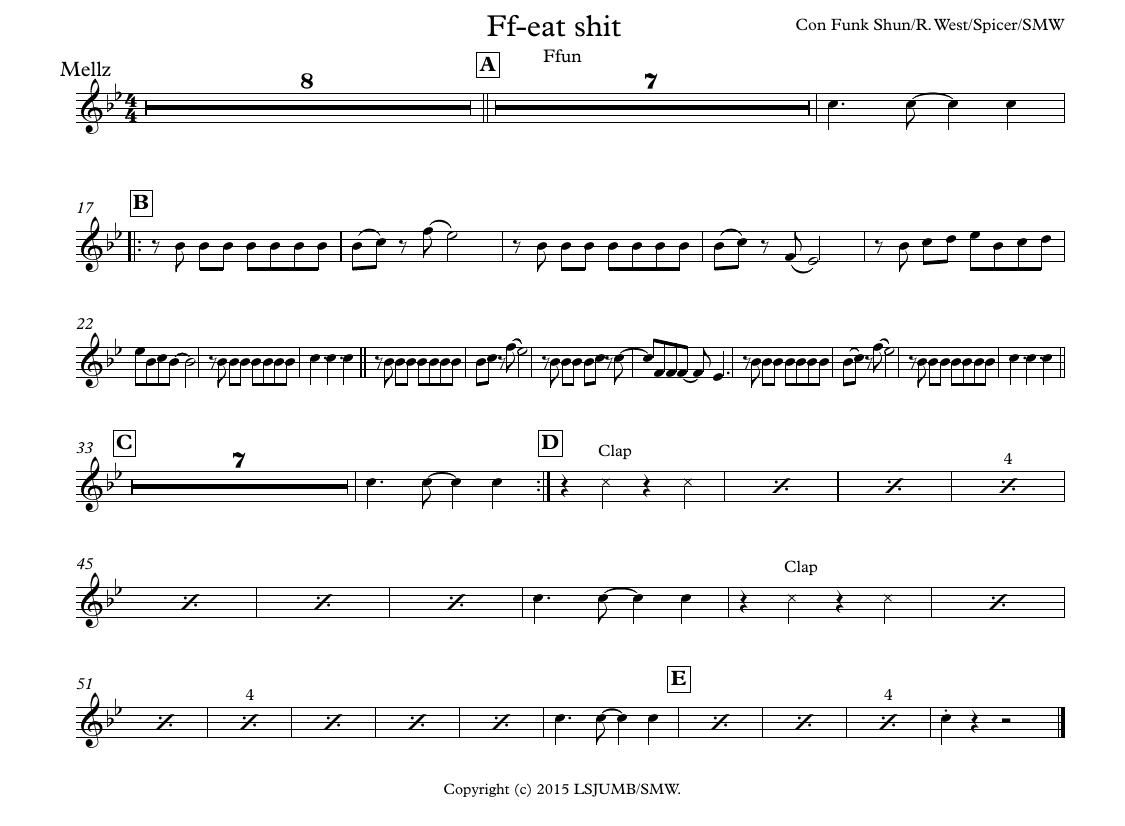 Ff-eat shit
Con Funk Shun/R. West/Spicer/SMW
Ffun
Mellz
8
A
7
4
4
17
B
22
33
C
7
D
Clap
4
45
Clap
51
4
E
4
Copyright (c) 2015 LSJUMB/SMW.